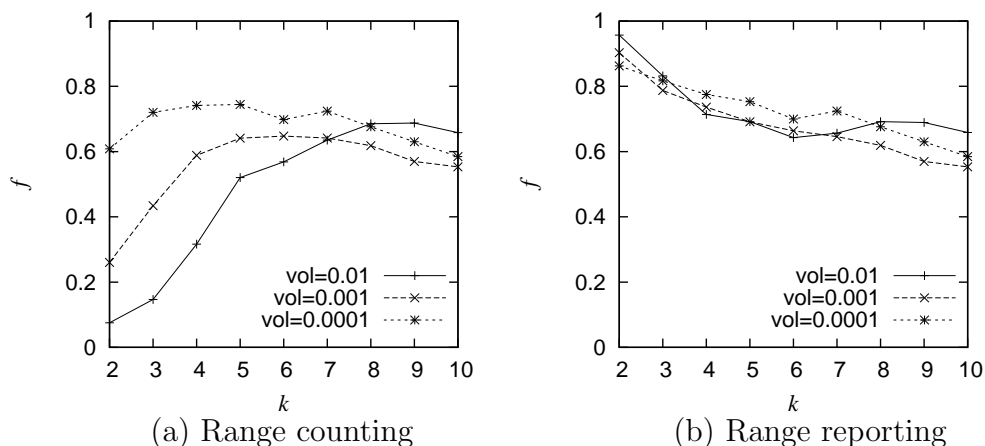 1
0.8
0.6
f
0.4
0.2
0
vol=0.01
vol=0.001
vol=0.0001
2 3 4 5 6 7 8 9 10
k
(a) Range counting
1
0.8
0.6
f
0.4
0.2
0
vol=0.01
vol=0.001
vol=0.0001
2 3 4 5 6 7 8 9 10
k
(b) Range reporting